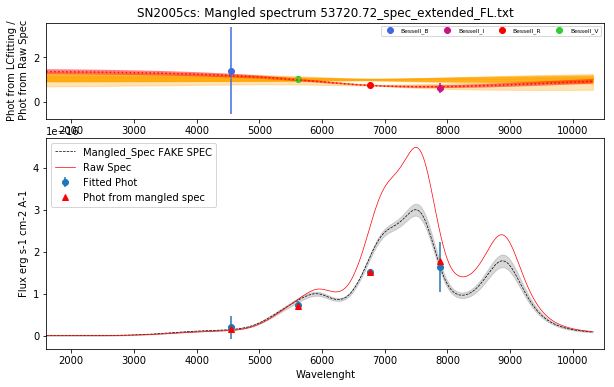 SN2005cs: Mangled spectrum 53720.72_spec_extended_FL.txt
Phot from LCfitting /
Phot from Raw Spec
2
0
Bessell_B
Bessell_I
Bessell_R
Bessell_V
2000 3000 4000 5000 6000 7000 8000 9000 10000
Flux erg s-1 cm-2 A-1
4
3
2
1
0
Mangled_Spec FAKE SPEC
Raw Spec
Fitted Phot
Phot from mangled spec
2000 3000 4000 5000 6000 7000 8000 9000 10000
Wavelenght